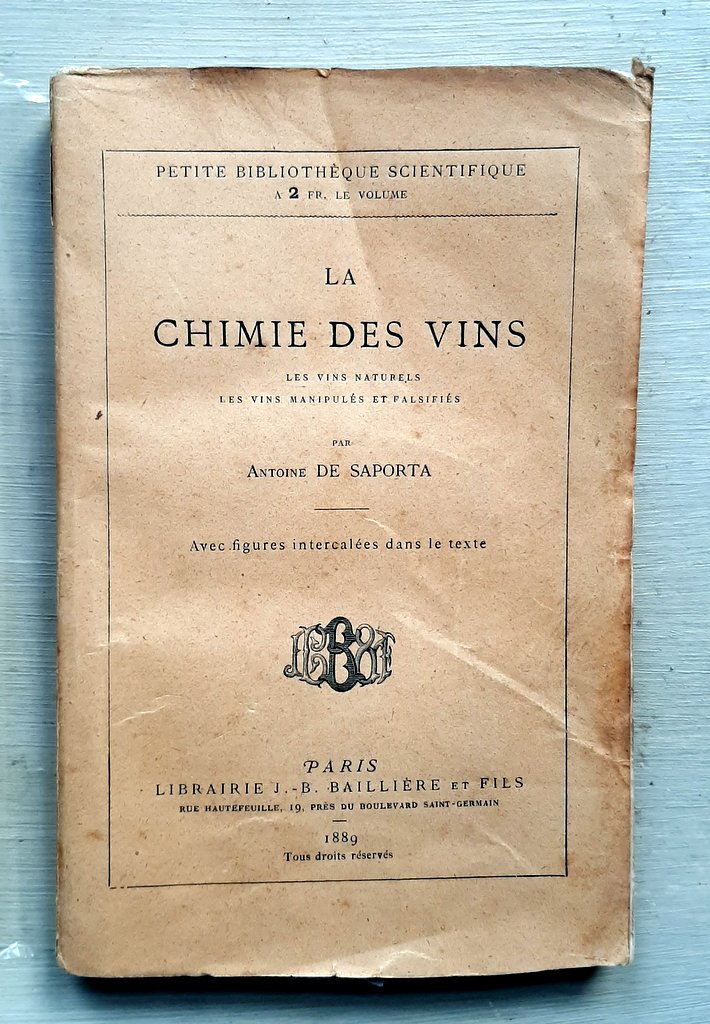 PETITE BIBLIOTHÈQUE SCIENTIFIQUE
A 2 FR. LE VOLUME
LA
CHIMIE DES VINS
LES VINS NATURELS
LES VINS MANIPULÉS ET FALSIFIÉS
PAR
ANTOINE DE SAPORTA
Avec figures intercalées dans le texte
PARIS
LIBRAIRIE J.-B. BAILLIÈRE ET FILS
RUE HAUTEFEUILLE, 19, PRÈS DU BOULEVARD SAINT-GERMAIN
1889
Tous droits réservés